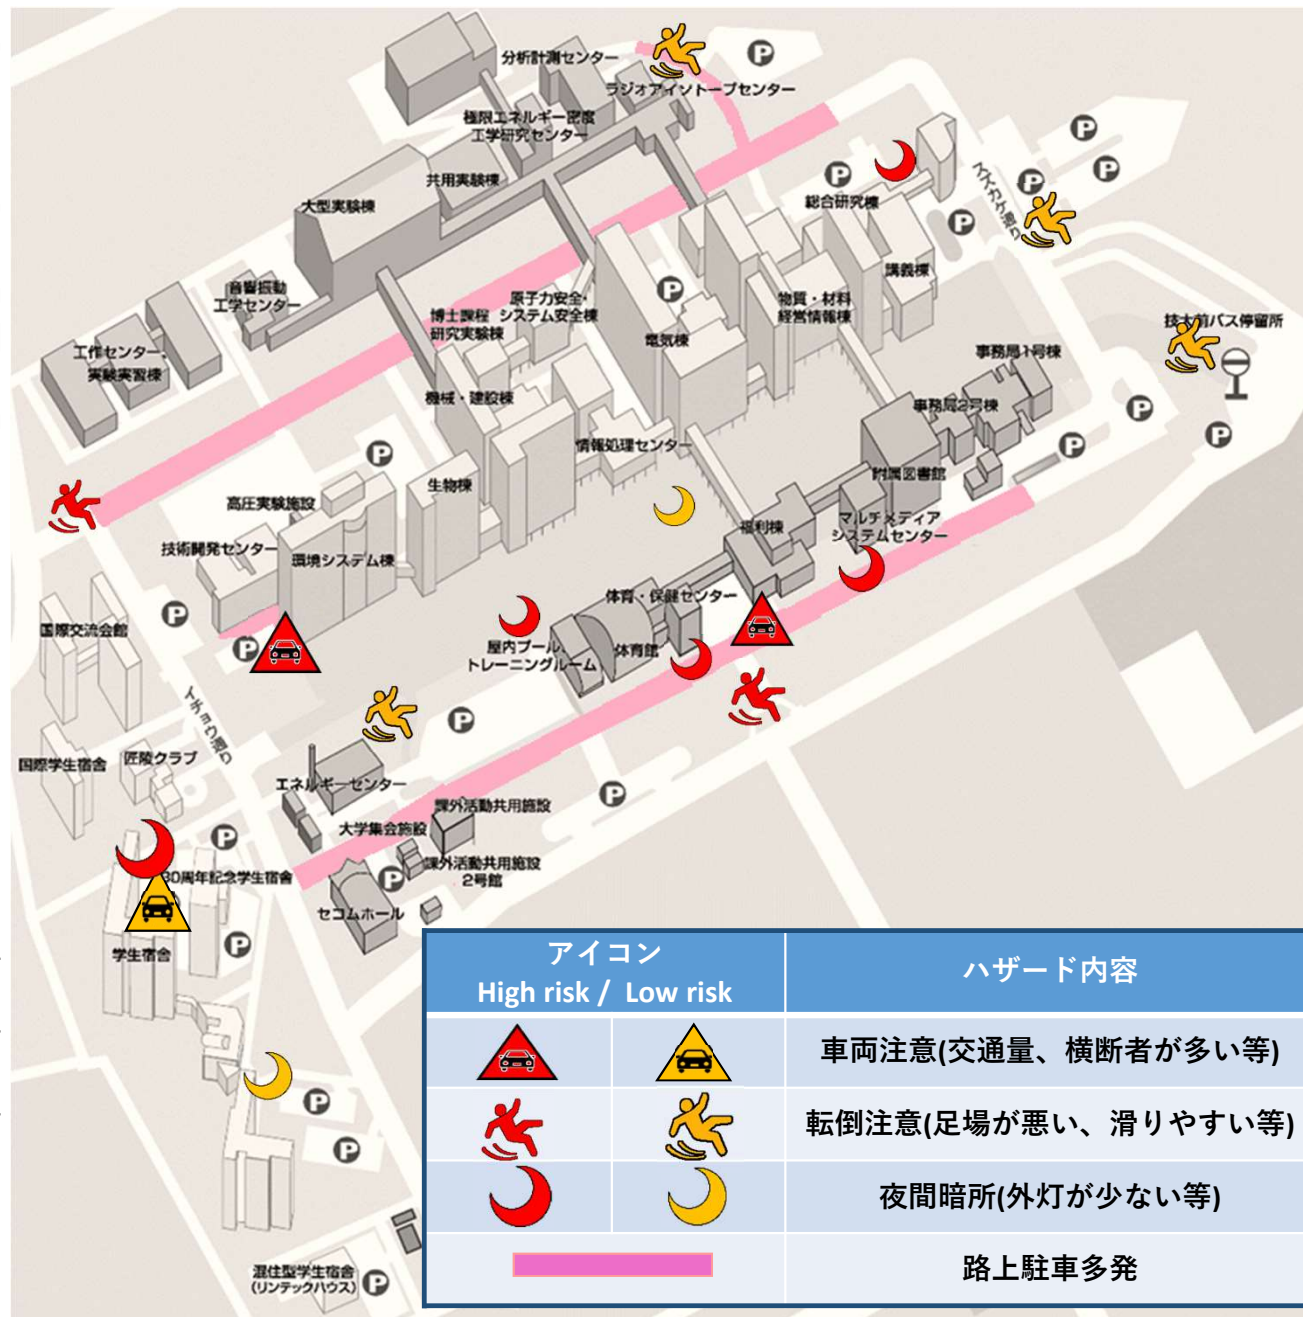 分析計測センター
P
ラジオアイソトープセンター
極限エネルギー密度
工学研究センター
P
共用実験棟
P
P
P
大型実験棟
総合研究棟
スズカケ通り
P
講義棟
音響振動
工学センター
原子力安全・
システム安全棟
P
博士課程
研究実験棟
物質・材料
経営情報棟
技大前バス停留所
電気棟
工作センター、
実験実習棟
事務局1号棟
機械・建設棟
事務局2号棟
P
P
P
情報処理センター
P
附属図書館
生物棟
高圧実験施設
福利棟
マルチメディア
システムセンター
技術開発センター
環境システム棟
体育・保健センター
P
国際交流会館
P
屋内プール、
トレーニングルーム
体育館
イチョウ通り
P
国際学生宿舎
匠陵クラブ
エネルギーセンター
P
課外活動共用施設
大学集会施設
P
課外活動共用施設
2号館
30周年記念学生宿舎
P
セコムホール
学生宿舎
P
P
P
混住型学生宿舎
(リンテックハウス)
P
アイコン
High risk / Low risk
ハザード内容
車両注意(交通量、横断者が多い等)
転倒注意(足場が悪い、滑りやすい等)
夜間暗所(外灯が少ない等)
路上駐車多発